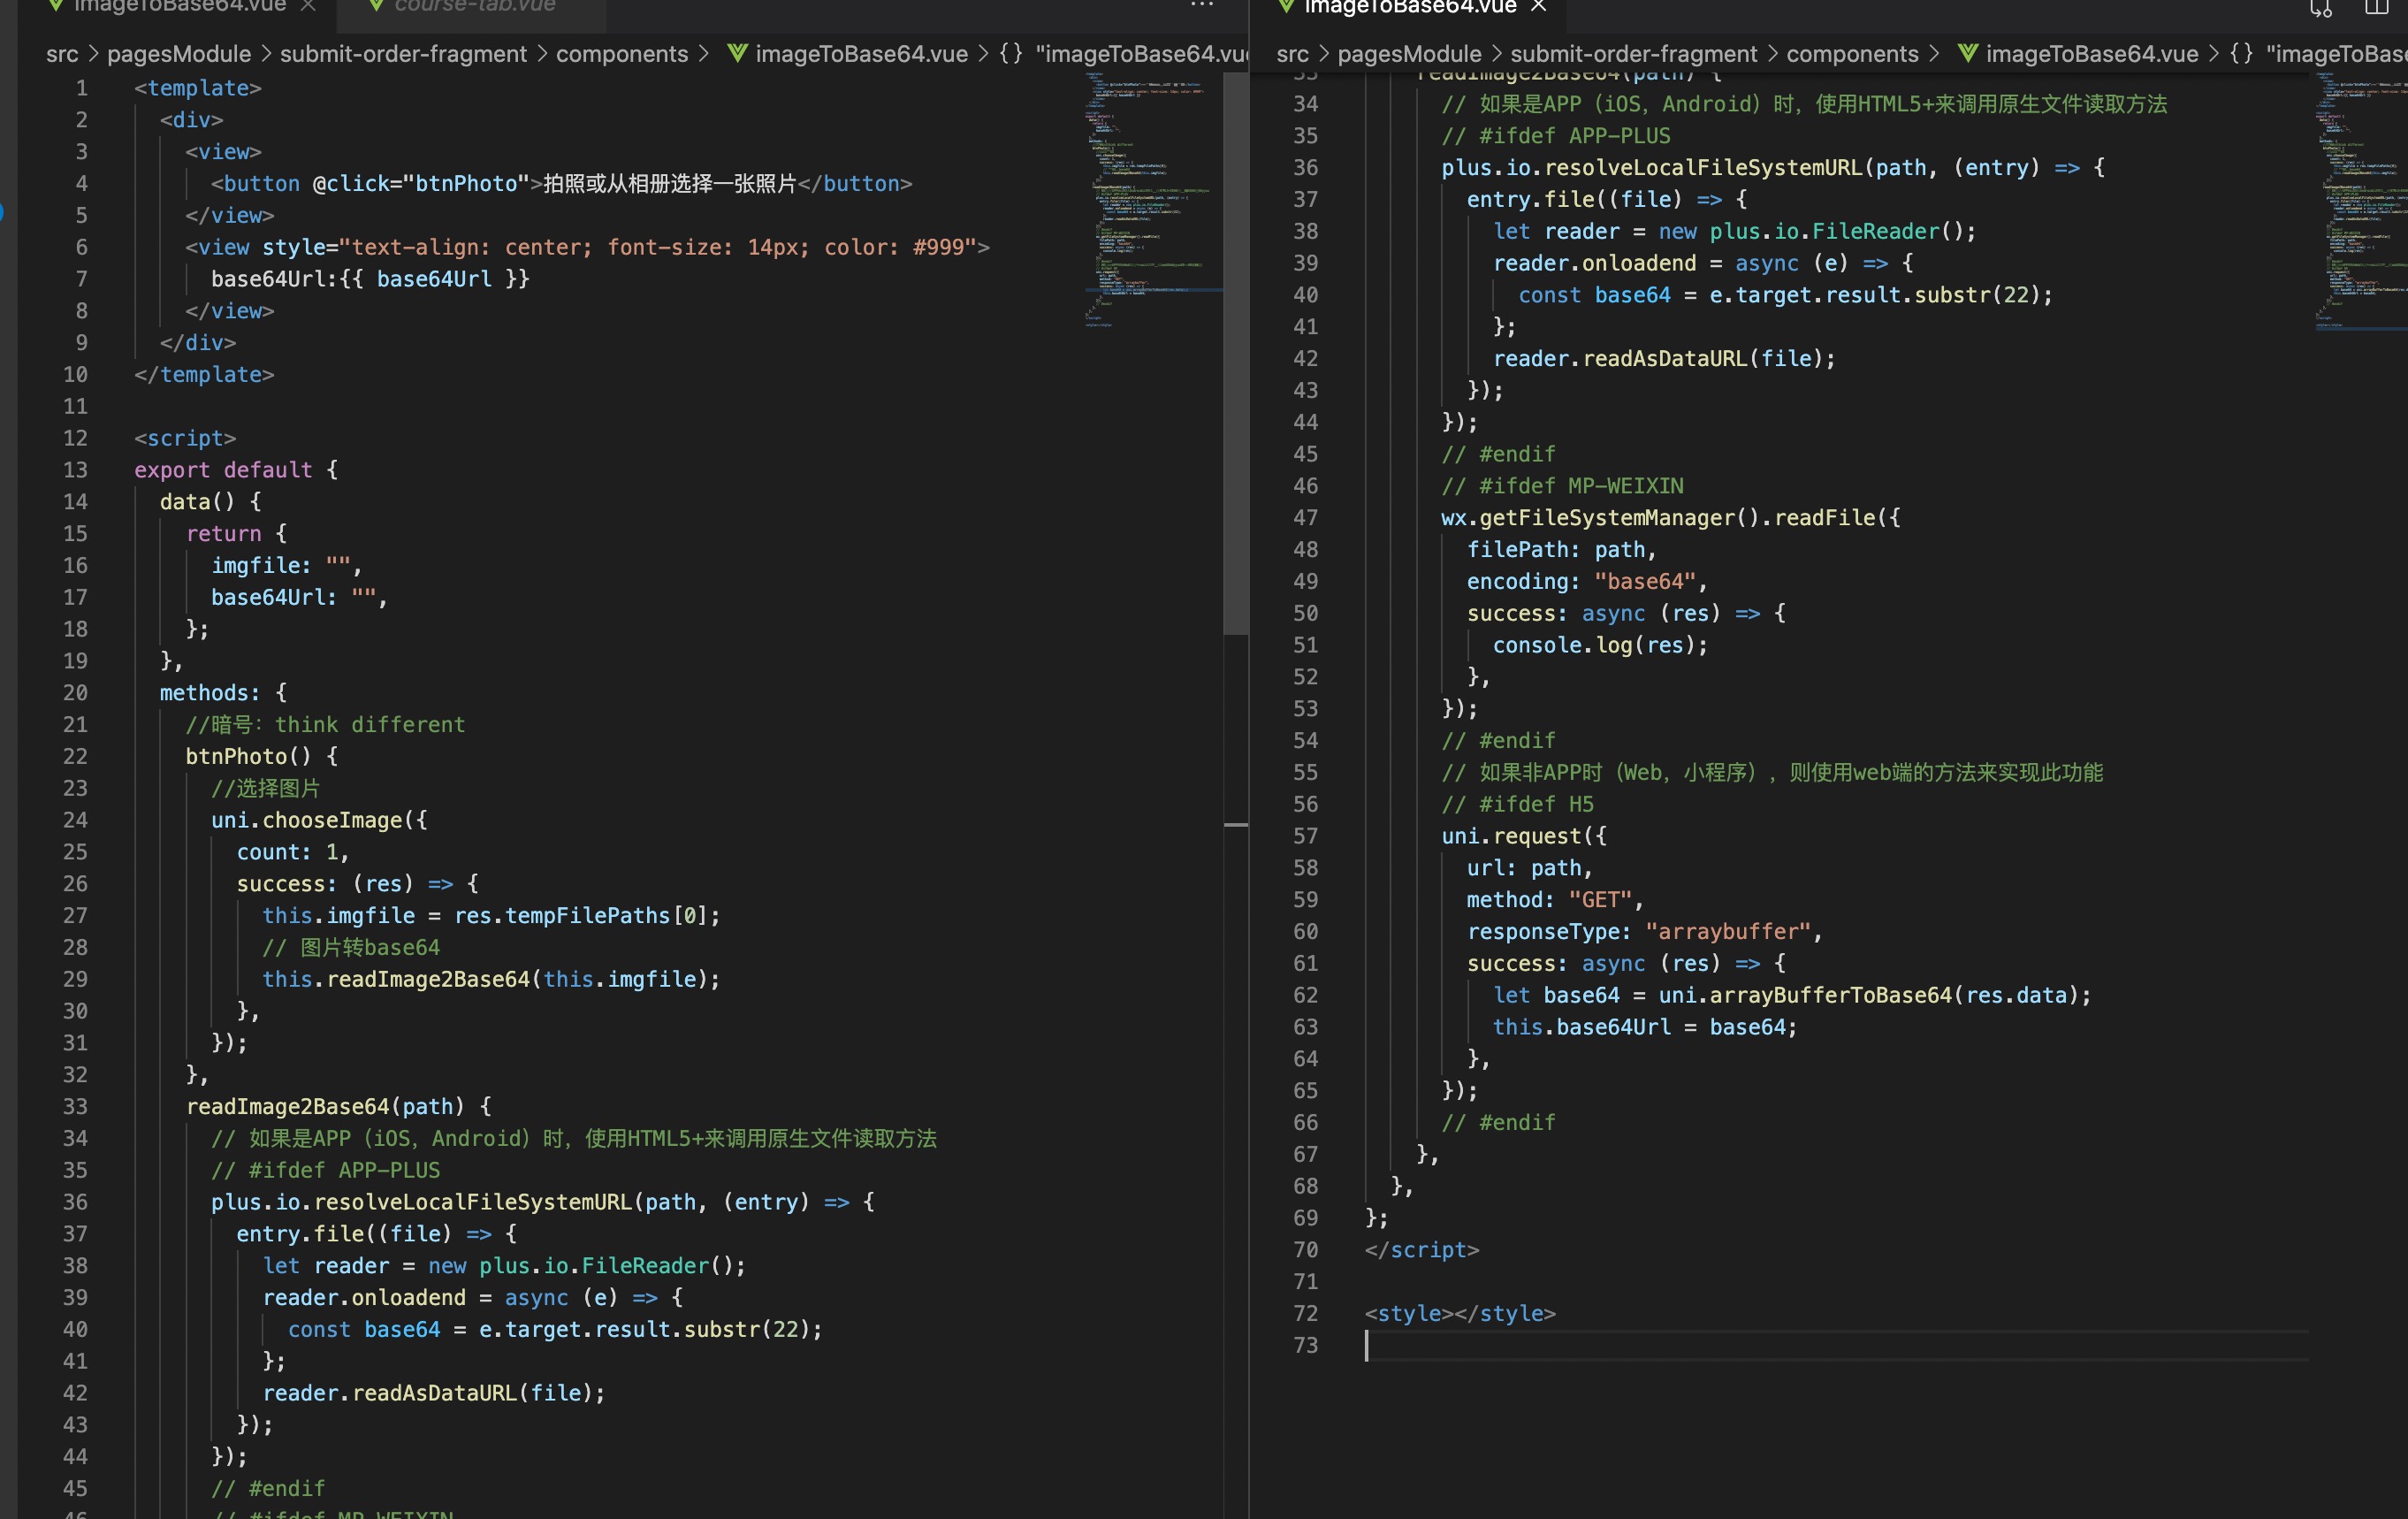 imageToBase64.vue
course-tab.vue
src > pagesModule > submit-order-fragment > components > imageToBase64.vue > {} "imageToBase64.vue
1 <template>
2 <div>
3 <view>
4 <button @click="btnPhoto">拍照或从相册选择一张照片</button>
5 </view>
6 <view style="text-align: center; font-size: 14px; color: #999">
7 base64Url:{{ base64Url }}
8 </view>
9 </div>
10 </template>
11
12 <script>
13 export default {
14 data() {
15 return {
16 imgfile: "",
17 base64Url: "",
18 };
19 },
20 methods: {
21 //暗号：think different
22 btnPhoto() {
23 //选择图片
24 uni.chooseImage({
25 count: 1,
26 success: (res) => {
27 this.imgfile = res.tempFilePaths[0];
28 // 图片转base64
29 this.readImage2Base64(this.imgfile);
30 },
31 });
32 },
33 readImage2Base64(path) {
34 // 如果是APP（iOS，Android）时，使用HTML5+来调用原生文件读取方法
35 // #ifdef APP-PLUS
36 plus.io.resolveLocalFileSystemURL(path, (entry) => {
37 entry.file((file) => {
38 let reader = new plus.io.FileReader();
39 reader.onloadend = async (e) => {
40 const base64 = e.target.result.substr(22);
41 };
42 reader.readAsDataURL(file);
43 });
44 });
45 // #endif
46 // #ifdef MP-WEIXIN
imageToBase64.vue
src > pagesModule > submit-order-fragment > components > imageToBase64.vue > {} "imageToBase
33 readImage2Base64(path) {
34 // 如果是APP（iOS，Android）时，使用HTML5+来调用原生文件读取方法
35 // #ifdef APP-PLUS
36 plus.io.resolveLocalFileSystemURL(path, (entry) => {
37 entry.file((file) => {
38 let reader = new plus.io.FileReader();
39 reader.onloadend = async (e) => {
40 const base64 = e.target.result.substr(22);
41 };
42 reader.readAsDataURL(file);
43 });
44 });
45 // #endif
46 // #ifdef MP-WEIXIN
47 wx.getFileSystemManager().readFile({
48 filePath: path,
49 encoding: "base64",
50 success: async (res) => {
51 console.log(res);
52 },
53 });
54 // #endif
55 // 如果非APP时（Web，小程序），则使用web端的方法来实现此功能
56 // #ifdef H5
57 uni.request({
58 url: path,
59 method: "GET",
60 responseType: "arraybuffer",
61 success: async (res) => {
62 let base64 = uni.arrayBufferToBase64(res.data);
63 this.base64Url = base64;
64 },
65 });
66 // #endif
67 },
68 },
69 };
70 </script>
71
72 <style></style>
73